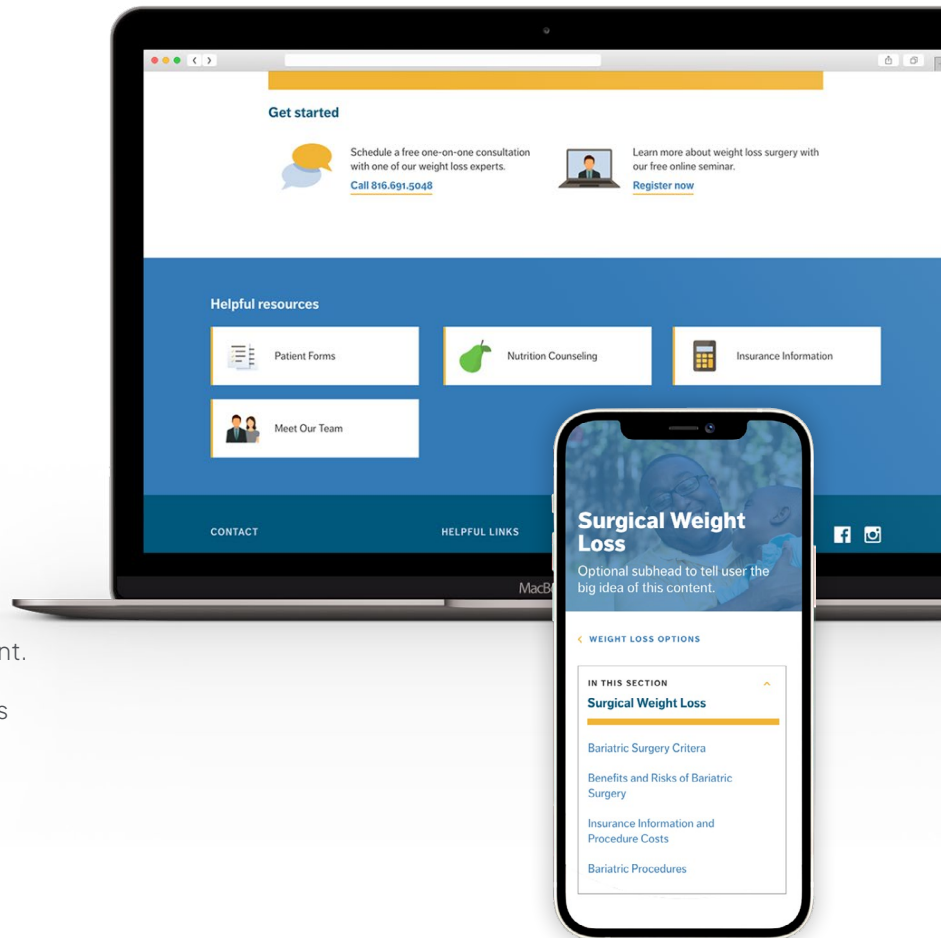 Get started
Schedule a free one-on-one consultation
with one of our weight loss experts.
Call 816.691.5048
Learn more about weight loss surgery with
our free online seminar.
Register now
Helpful resources
Patient Forms
Nutrition Counseling
Insurance Information
Meet Our Team
CONTACT
HELPFUL LINKS
Surgical Weight
Loss
Optional subhead to tell user the
big idea of this content.
WEIGHT LOSS OPTIONS
IN THIS SECTION
Surgical Weight Loss
Bariatric Surgery Critera
Benefits and Risks of Bariatric
Surgery
Insurance Information and
Procedure Costs
Bariatric Procedures